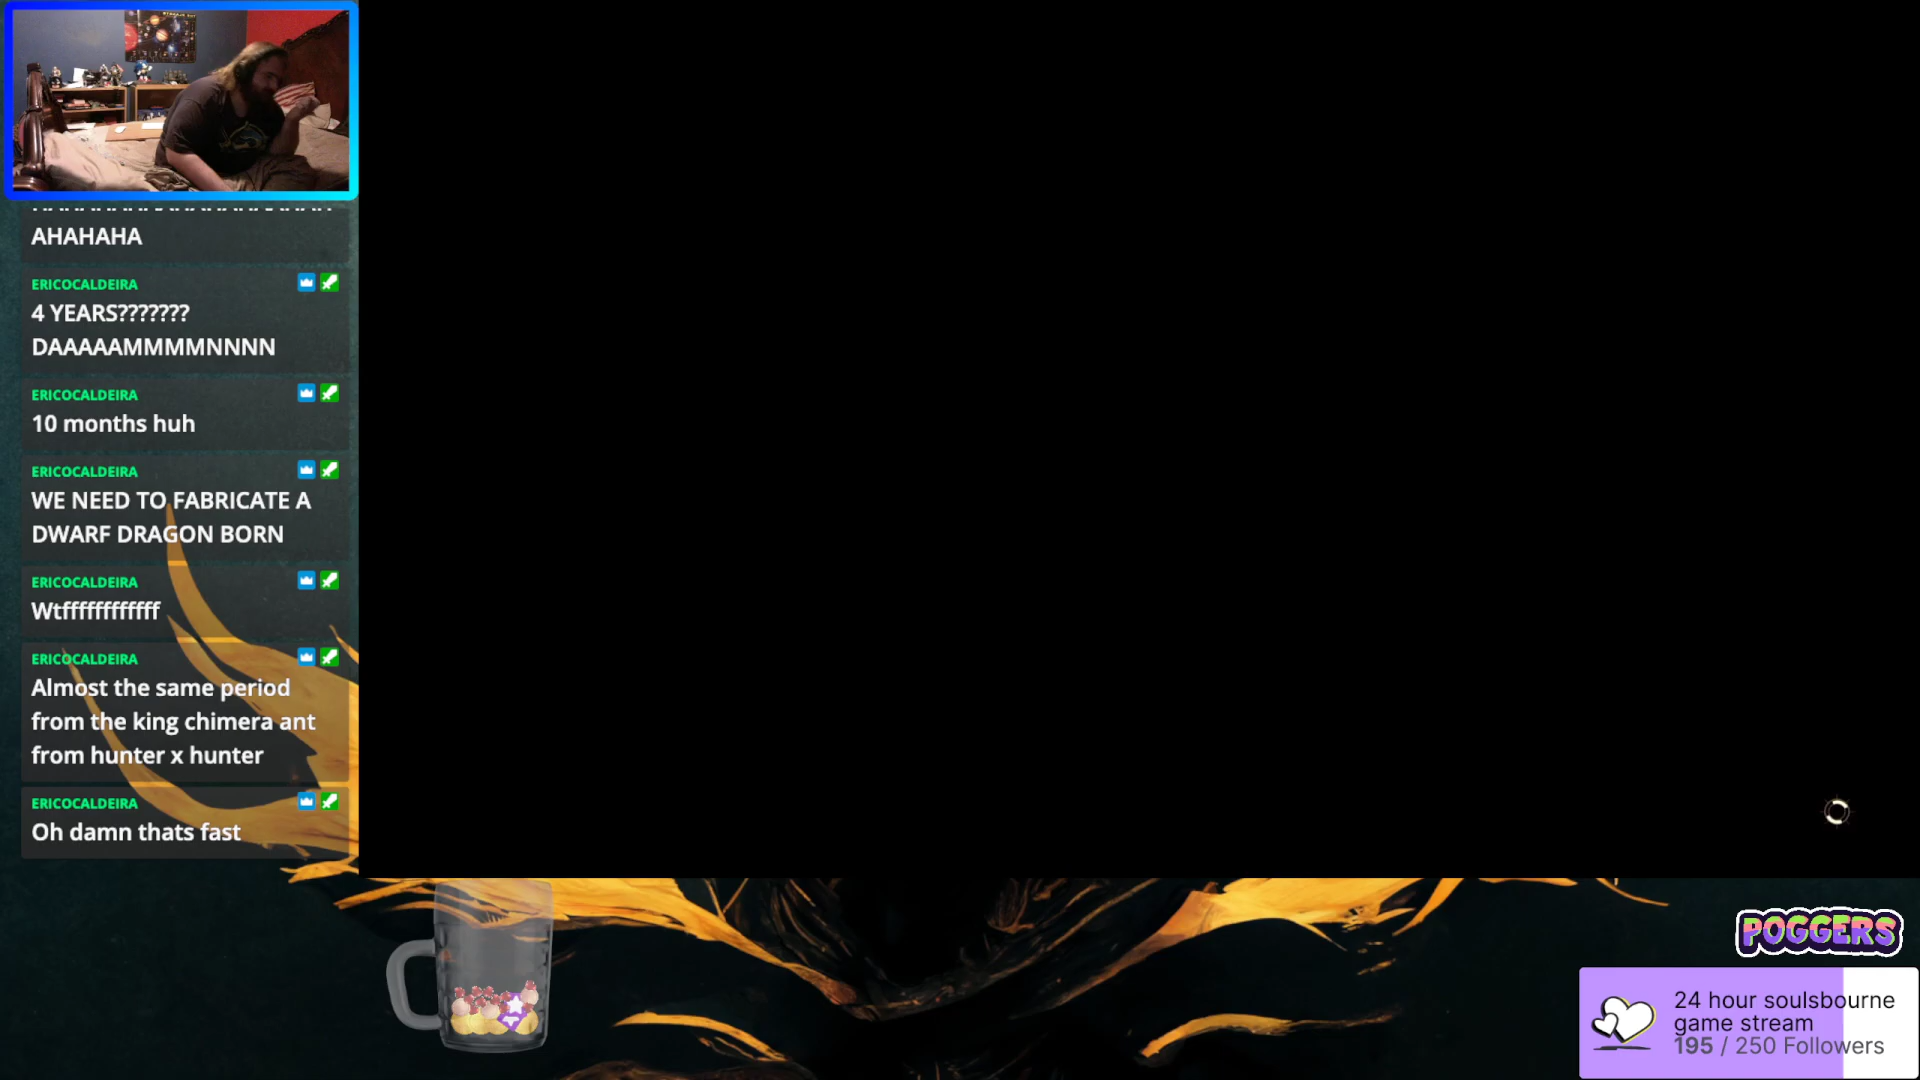 AHAHAHA
ERICOCALDEIRA
4 YEARS???????
DAAAAAMMMMNNNN
ERICOCALDEIRA
10 months huh
ERICOCALDEIRA
WE NEED TO FABRICATE A
DWARF DRAGON BORN
ERICOCALDEIRA
Wtffffffffffff
ERICOCALDEIRA
Almost the same period
from the king chimera ant
from hunter x hunter
ERICOCALDEIRA
Oh damn thats fast
POGGERS
24 hour soulsbourne
game stream
195 / 250 Followers